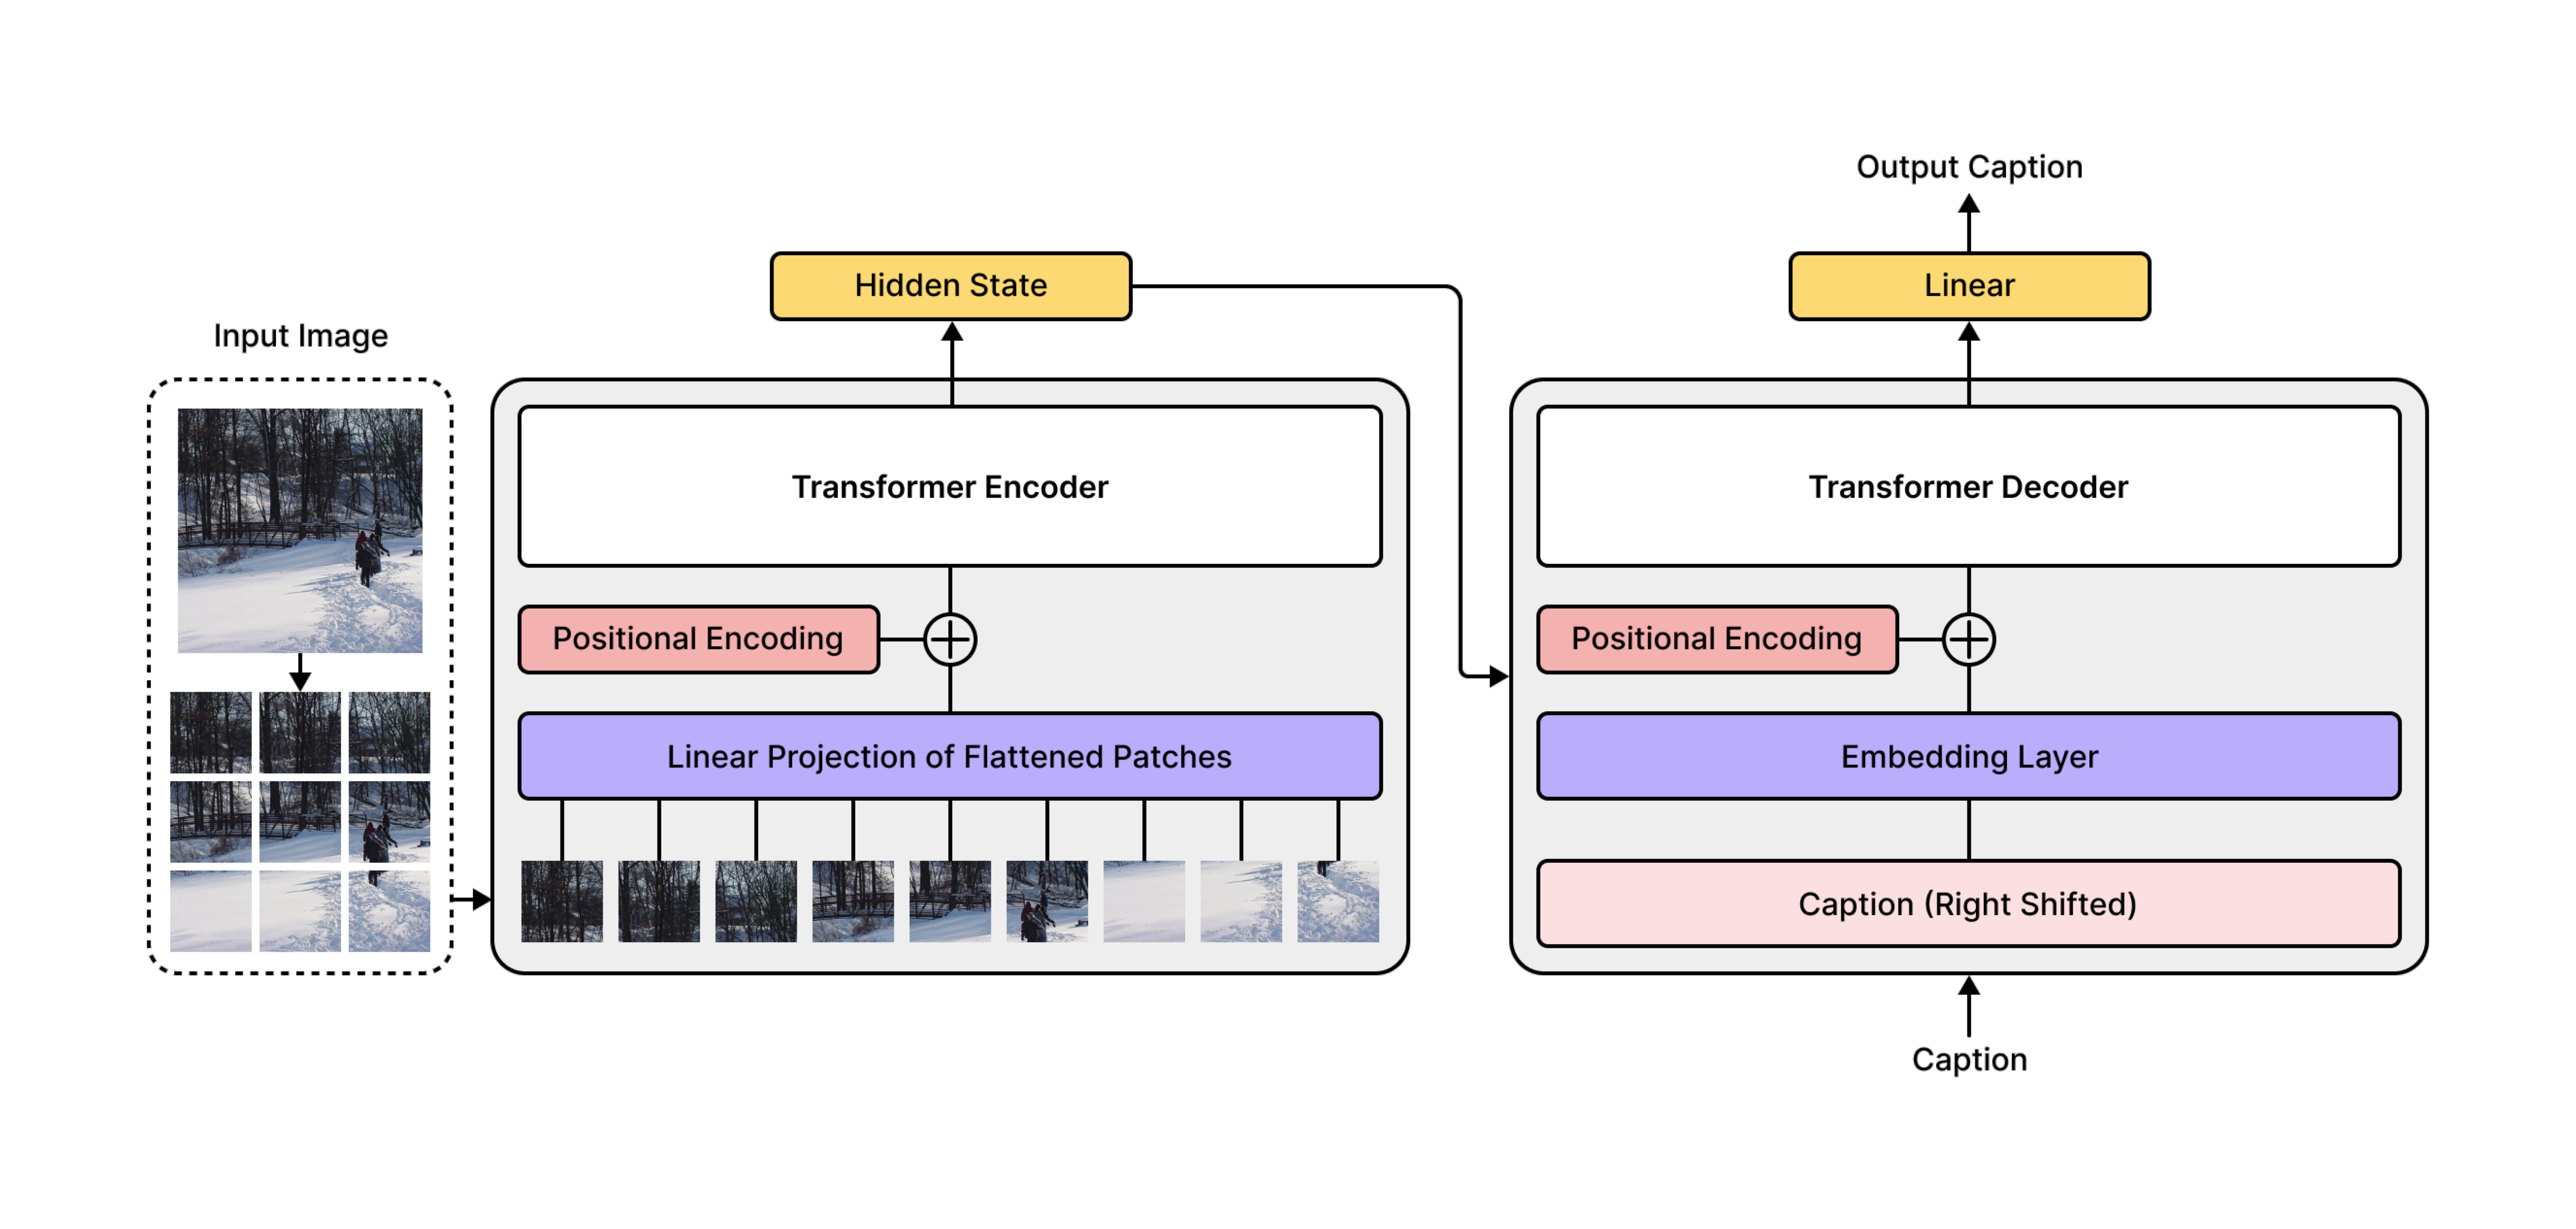 Input Image
Hidden State
Transformer Encoder
Positional Encoding
Linear Projection of Flattened Patches
Output Caption
Linear
Transformer Decoder
Positional Encoding
Embedding Layer
Caption (Right Shifted)
Caption